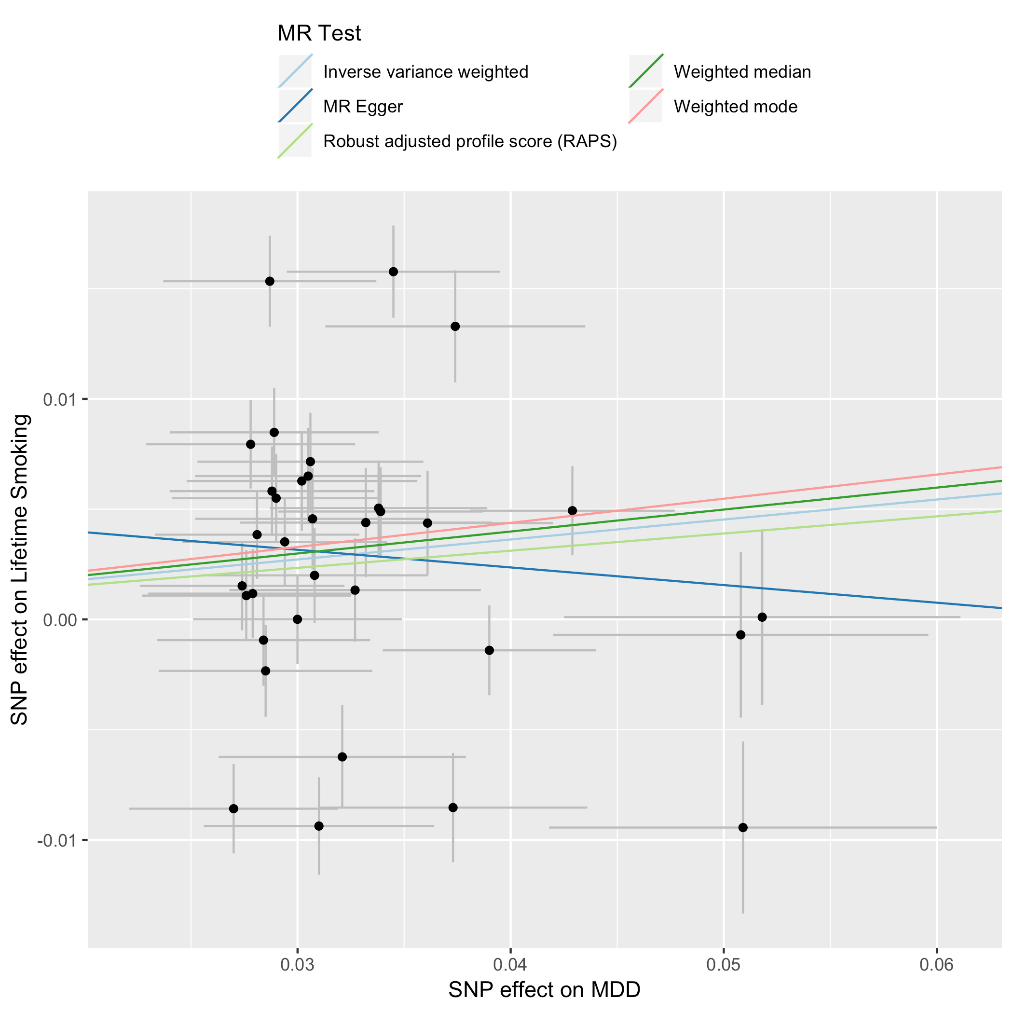 MR Test
Inverse variance weighted
MR Egger
Robust adjusted profile score (RAPS)
Weighted median
Weighted mode
SNP effect on Lifetime Smoking
0.01
0.00
-0.01
0.03 0.04 0.05 0.06
SNP effect on MDD